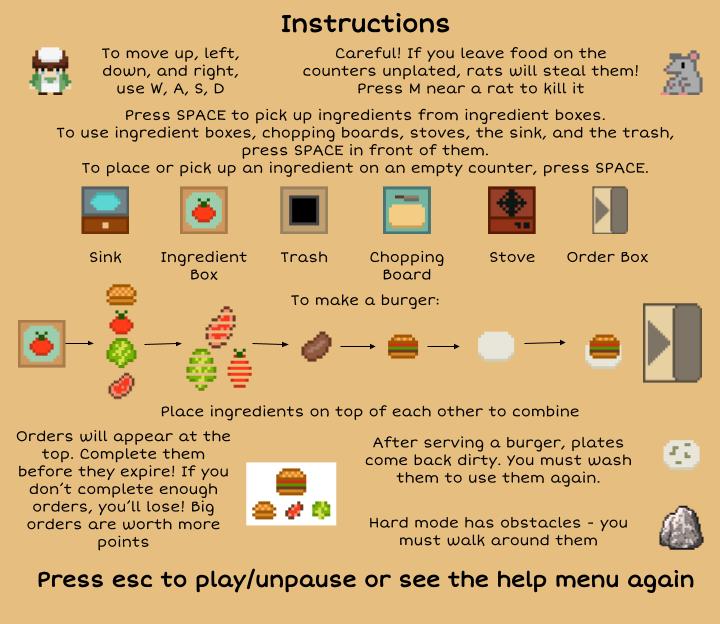 Instructions
To move up, left,
down, and right,
use W, A, S, D
Careful! If you leave food on the
counters unplated, rats will steal them!
Press M near a rat to kill it
Press SPACE to pick up ingredients from ingredient boxes.
To use ingredient boxes, chopping boards, stoves, the sink, and the trash,
press SPACE in front of them.
To place or pick up an ingredient on an empty counter, press SPACE.
Sink
Ingredient
Box
Trash
Chopping
Board
Stove
Order Box
To make a burger:
Place ingredients on top of each other to combine
Orders will appear at the
top. Complete them
before they expire! If you
don't complete enough
orders, you'll lose! Big
orders are worth more
points
After serving a burger, plates
come back dirty. You must wash
them to use them again.
Hard mode has obstacles - you
must walk around them
Press esc to play/unpause or see the help menu again